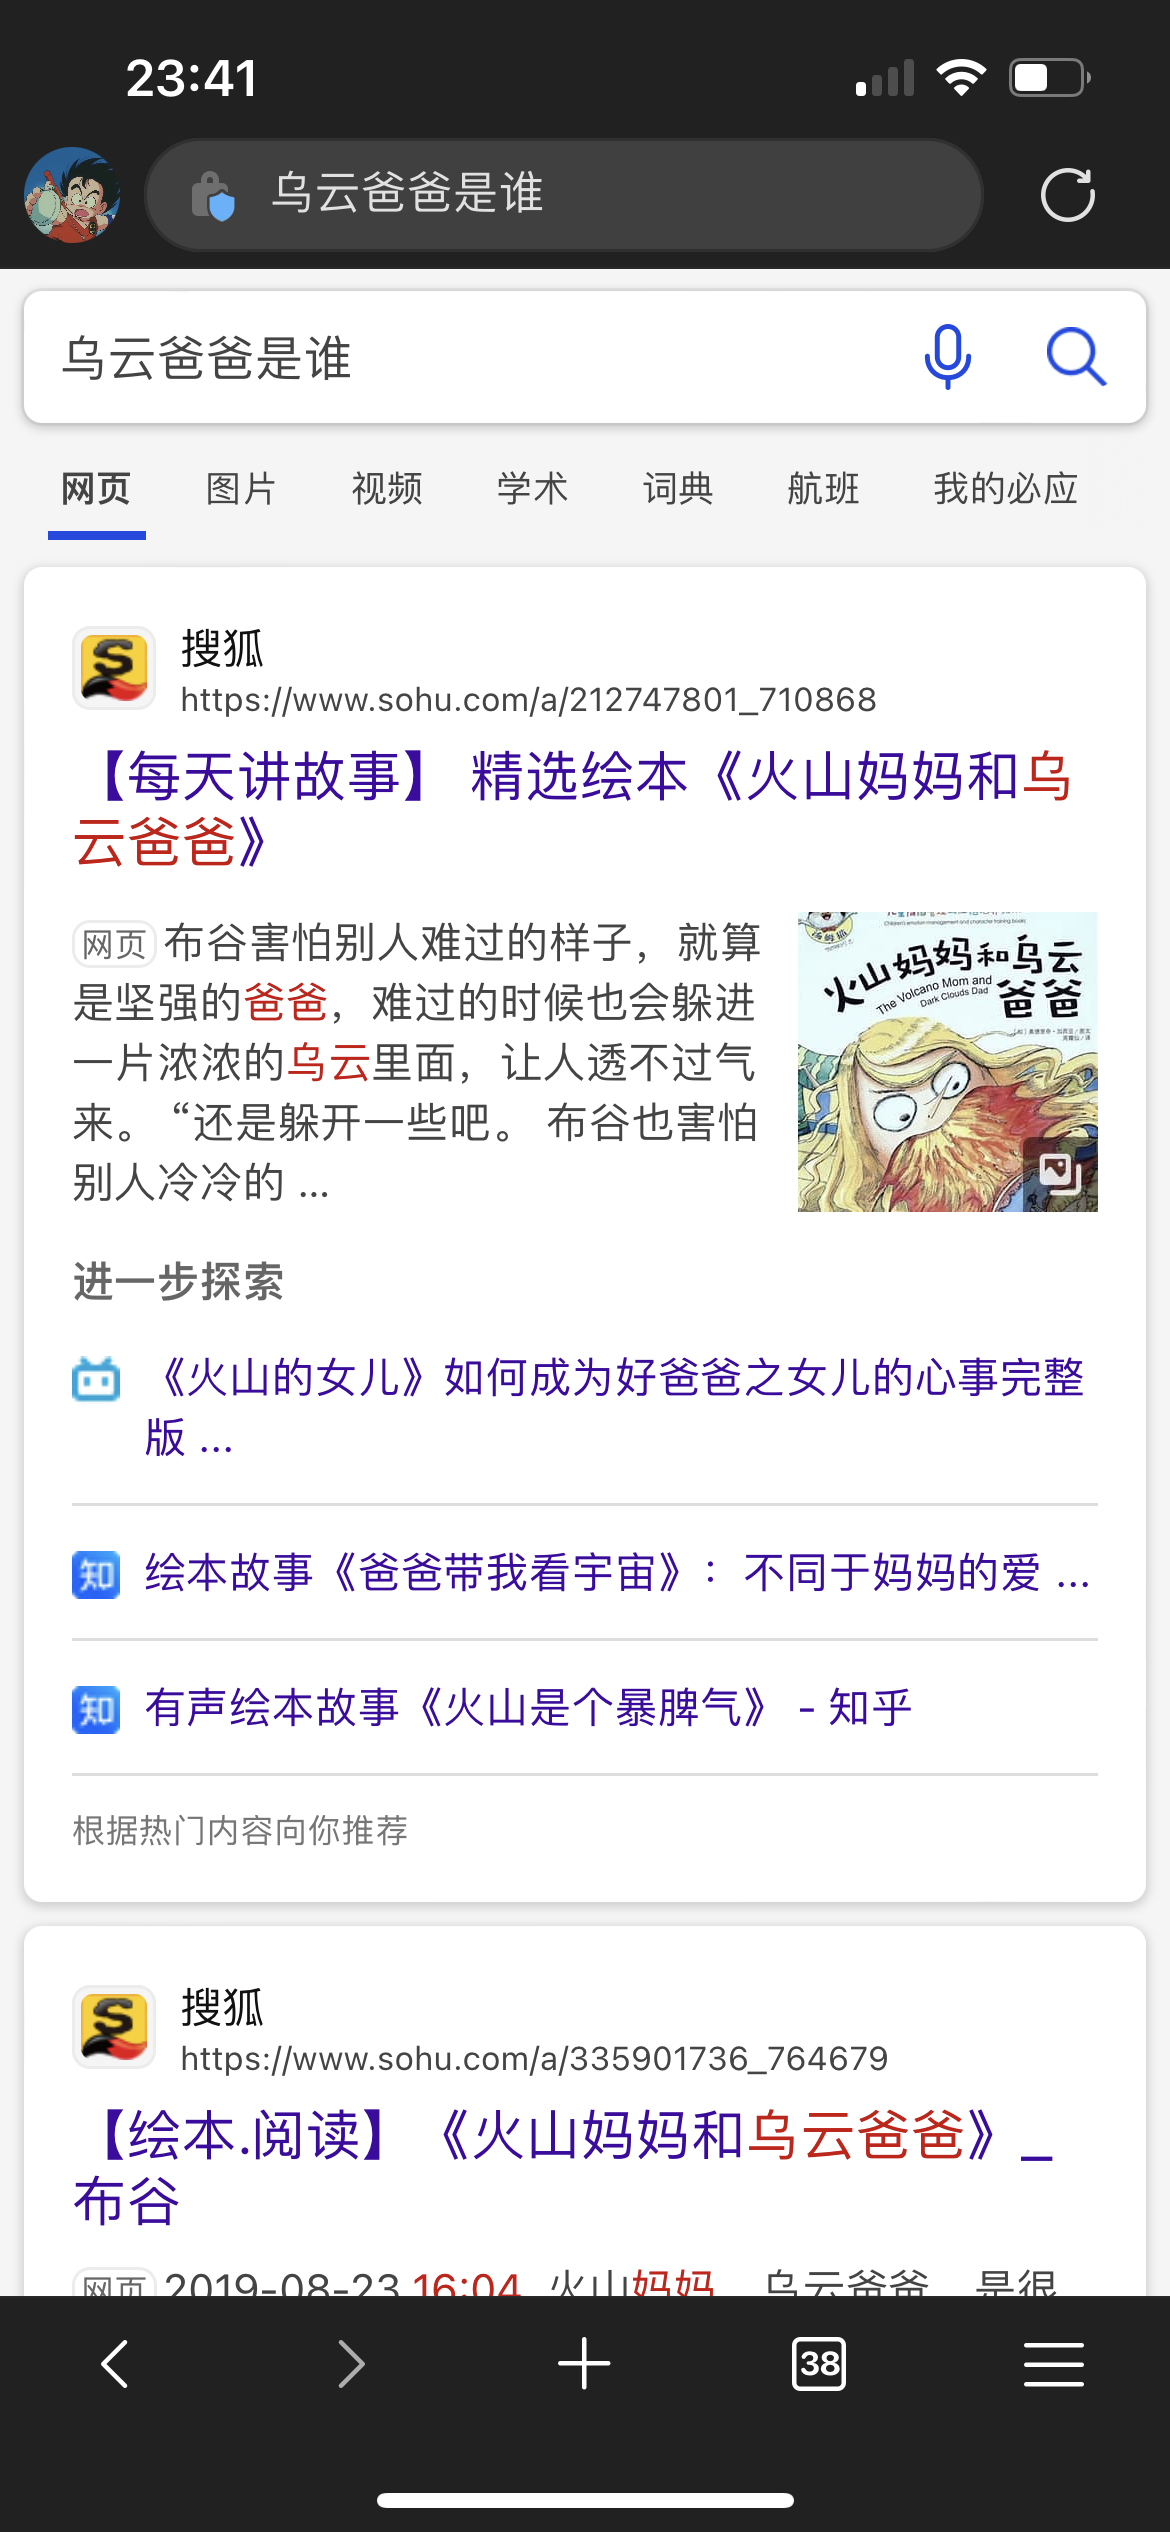 23:41
乌云爸爸是谁
乌云爸爸是谁
网页 图片 视频 学术 词典 航班 我的必应
搜狐
https://www.sohu.com/a/212747801_710868
【每天讲故事】 精选绘本《火山妈妈和乌
云爸爸》
网页 布谷害怕别人难过的样子，就算
是坚强的爸爸，难过的时候也会躲进
一片浓浓的乌云里面，让人透不过气
来。 “还是躲开一些吧。 布谷也害怕
别人冷冷的 ...
火山妈妈和乌云
爸爸
The Volcano Mom and
Dark Clouds Dad
进一步探索
《火山的女儿》如何成为好爸爸之女儿的心事完整
版 ...
知 绘本故事《爸爸带我看宇宙》：不同于妈妈的爱 ...
知 有声绘本故事《火山是个暴脾气》 - 知乎
根据热门内容向你推荐
搜狐
https://www.sohu.com/a/335901736_764679
【绘本.阅读】 《火山妈妈和乌云爸爸》_
布谷
网页 2019-08-23 16:04 火山妈妈 乌云爸爸 是很
38